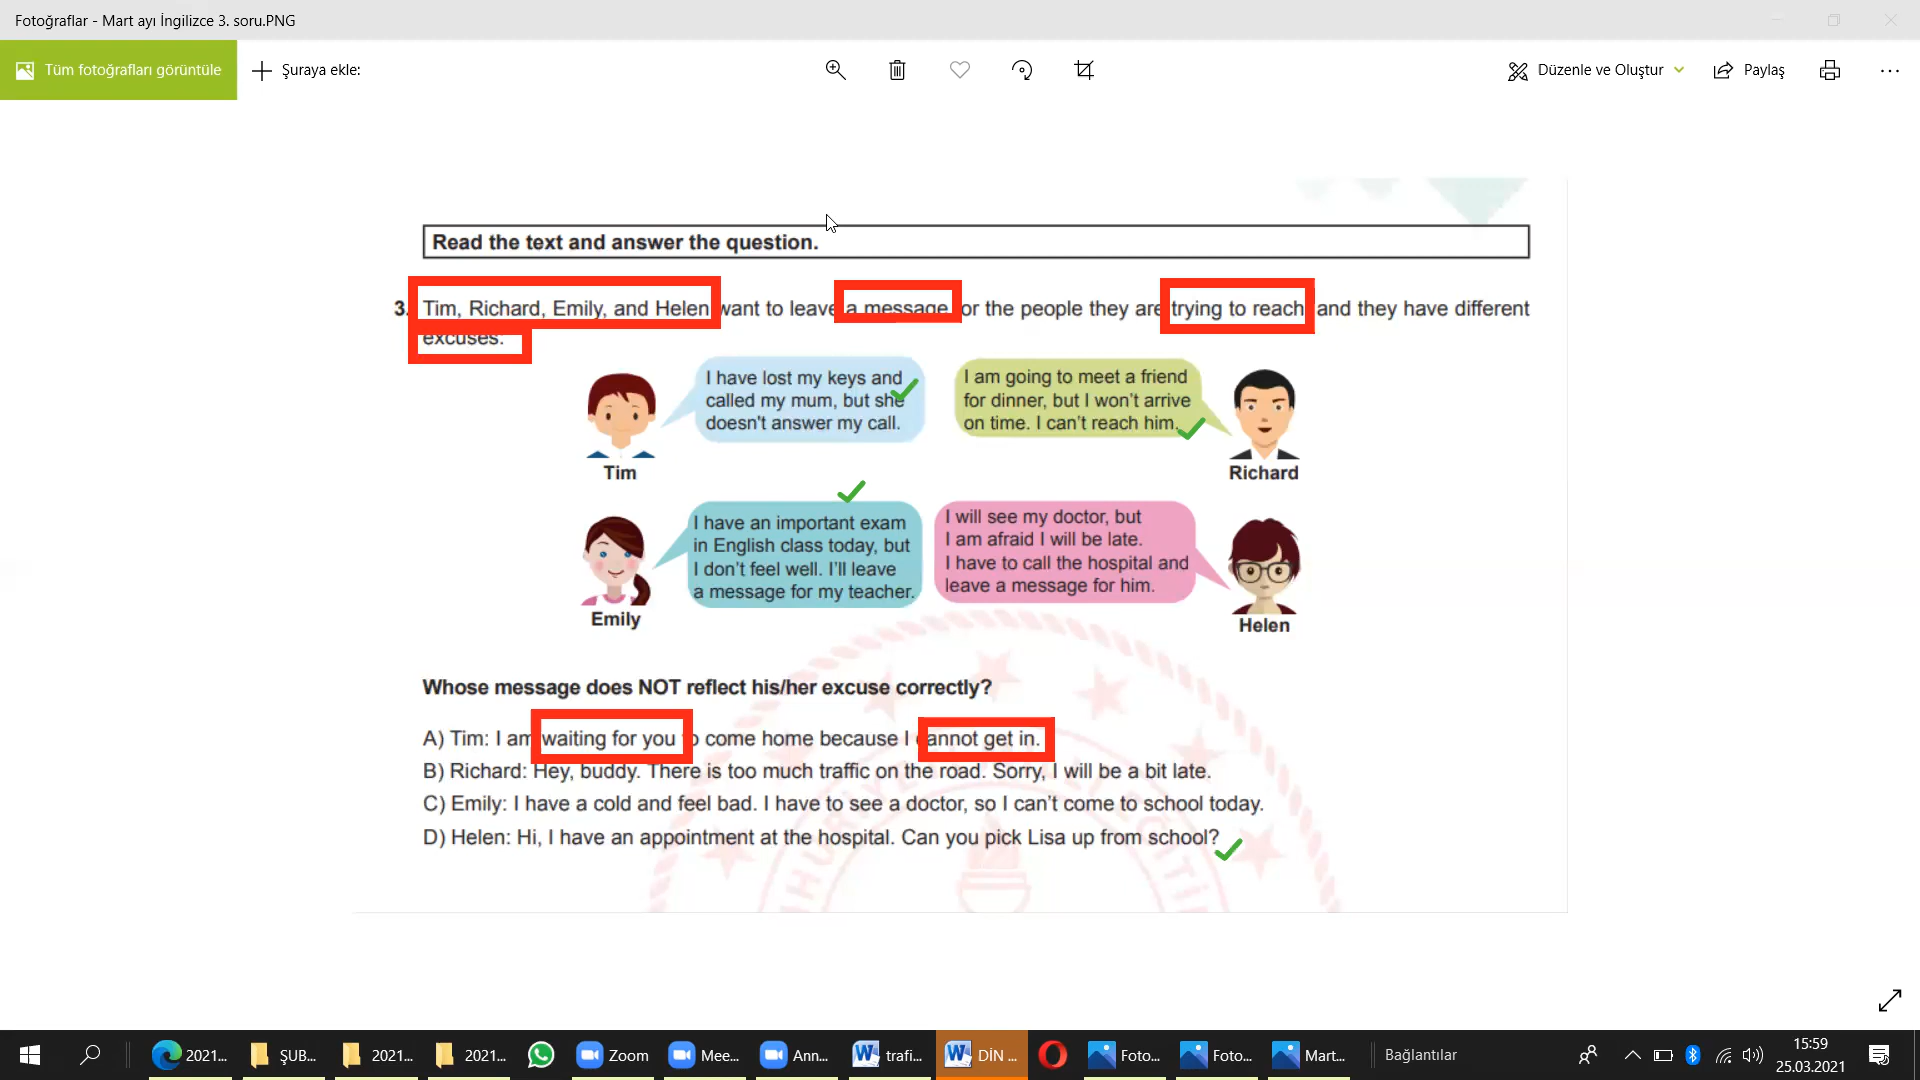 Fotoğraflar - Mart ayı İngilizce 3. soru.PNG
Tüm fotoğrafları görüntüle
Şuraya ekle:
Düzenle ve Oluştur
Paylaş
Read the text and answer the question.
3. Tim, Richard, Emily, and Helen want to leave a message for the people they are trying to reach and they have different
excuses.
I have lost my keys and
called my mum, but she
doesn't answer my call.
Tim
I am going to meet a friend
for dinner, but I won't arrive
on time. I can't reach him.
Richard
I have an important exam
in English class today, but
I don't feel well. I'll leave
a message for my teacher.
Emily
I will see my doctor, but
I am afraid I will be late.
I have to call the hospital and
leave a message for him.
Helen
Whose message does NOT reflect his/her excuse correctly?
A) Tim: I am waiting for you to come home because I cannot get in.
B) Richard: Hey, buddy. There is too much traffic on the road. Sorry, I will be a bit late.
C) Emily: I have a cold and feel bad. I have to see a doctor, so I can't come to school today.
D) Helen: Hi, I have an appointment at the hospital. Can you pick Lisa up from school?
2021...
ŞUB...
2021...
2021...
Zoom
Mee...
Ann...
trafi...
DİN ...
Foto...
Foto...
Mart...
Bağlantılar
15:59
25.03.2021